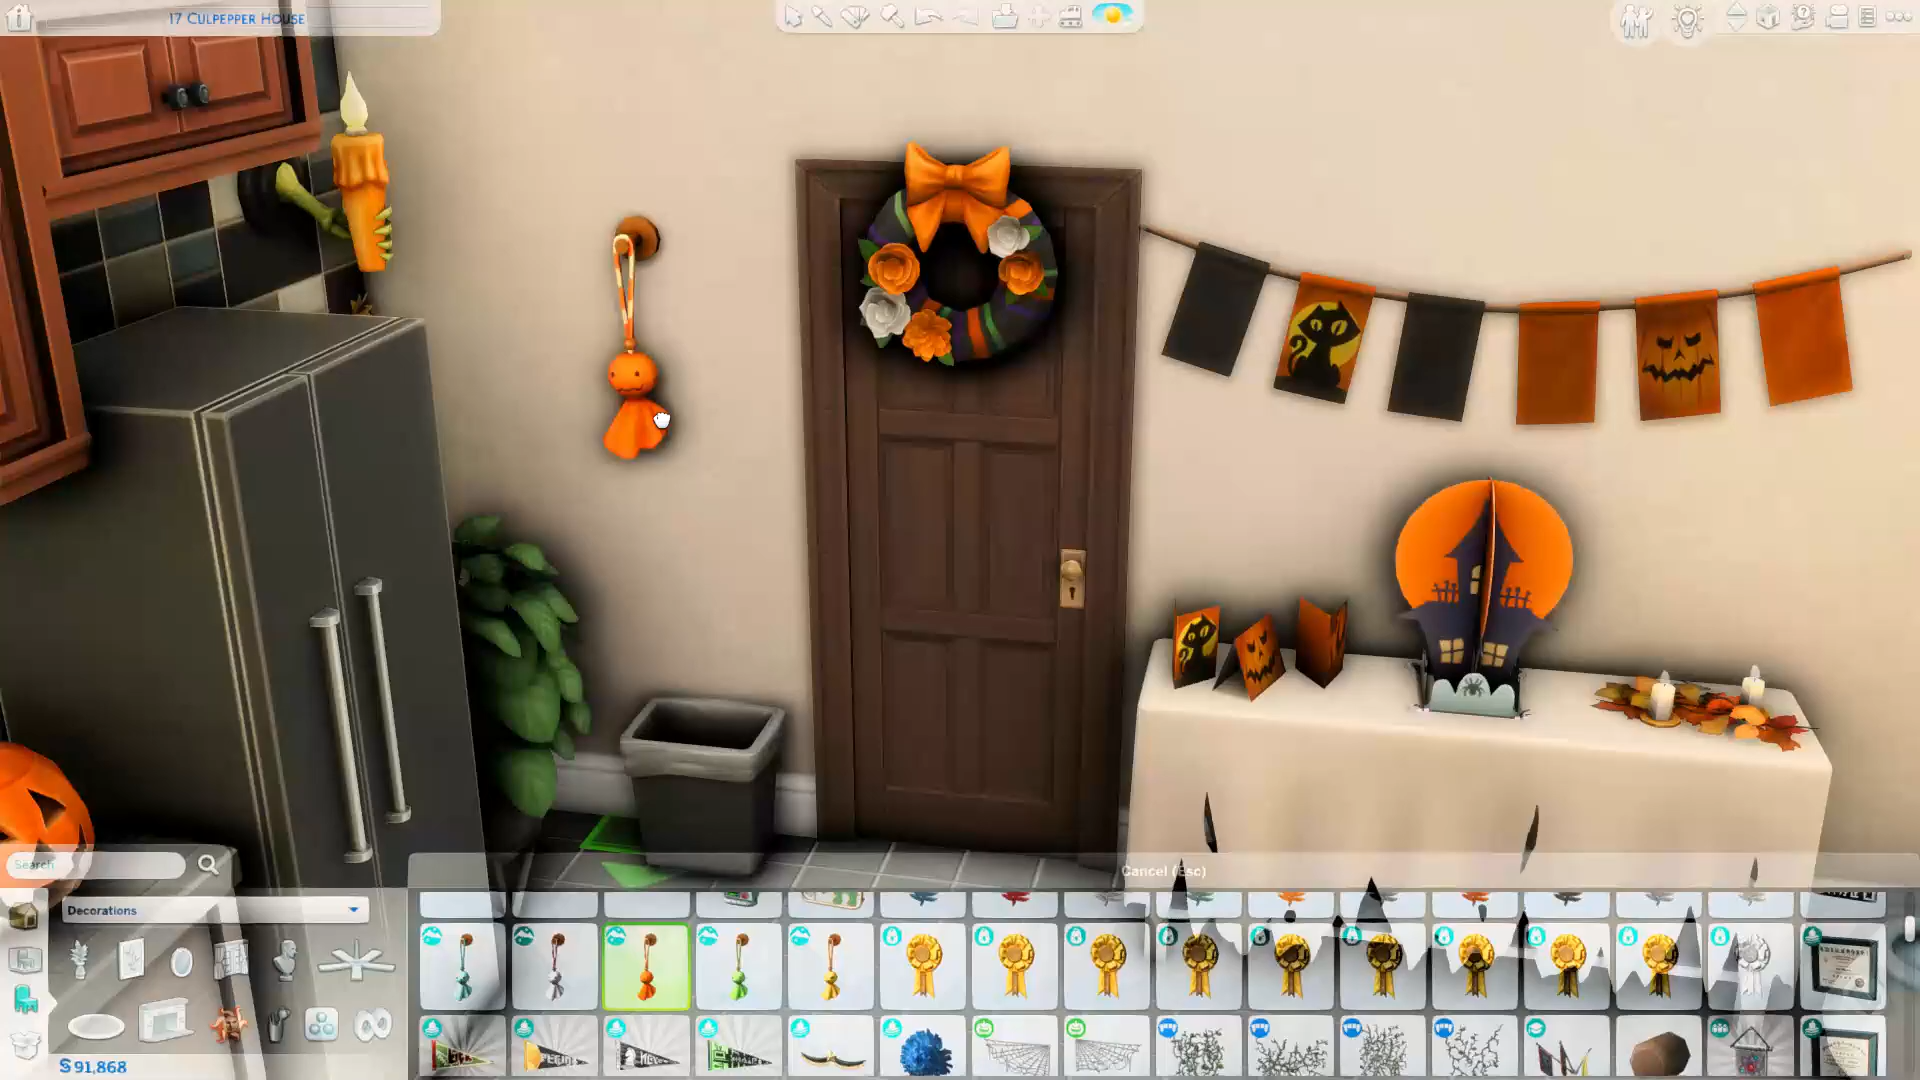 17 CULPEPPER HOUSE
Cancel (Esc)
Search
Decorations
§91,868